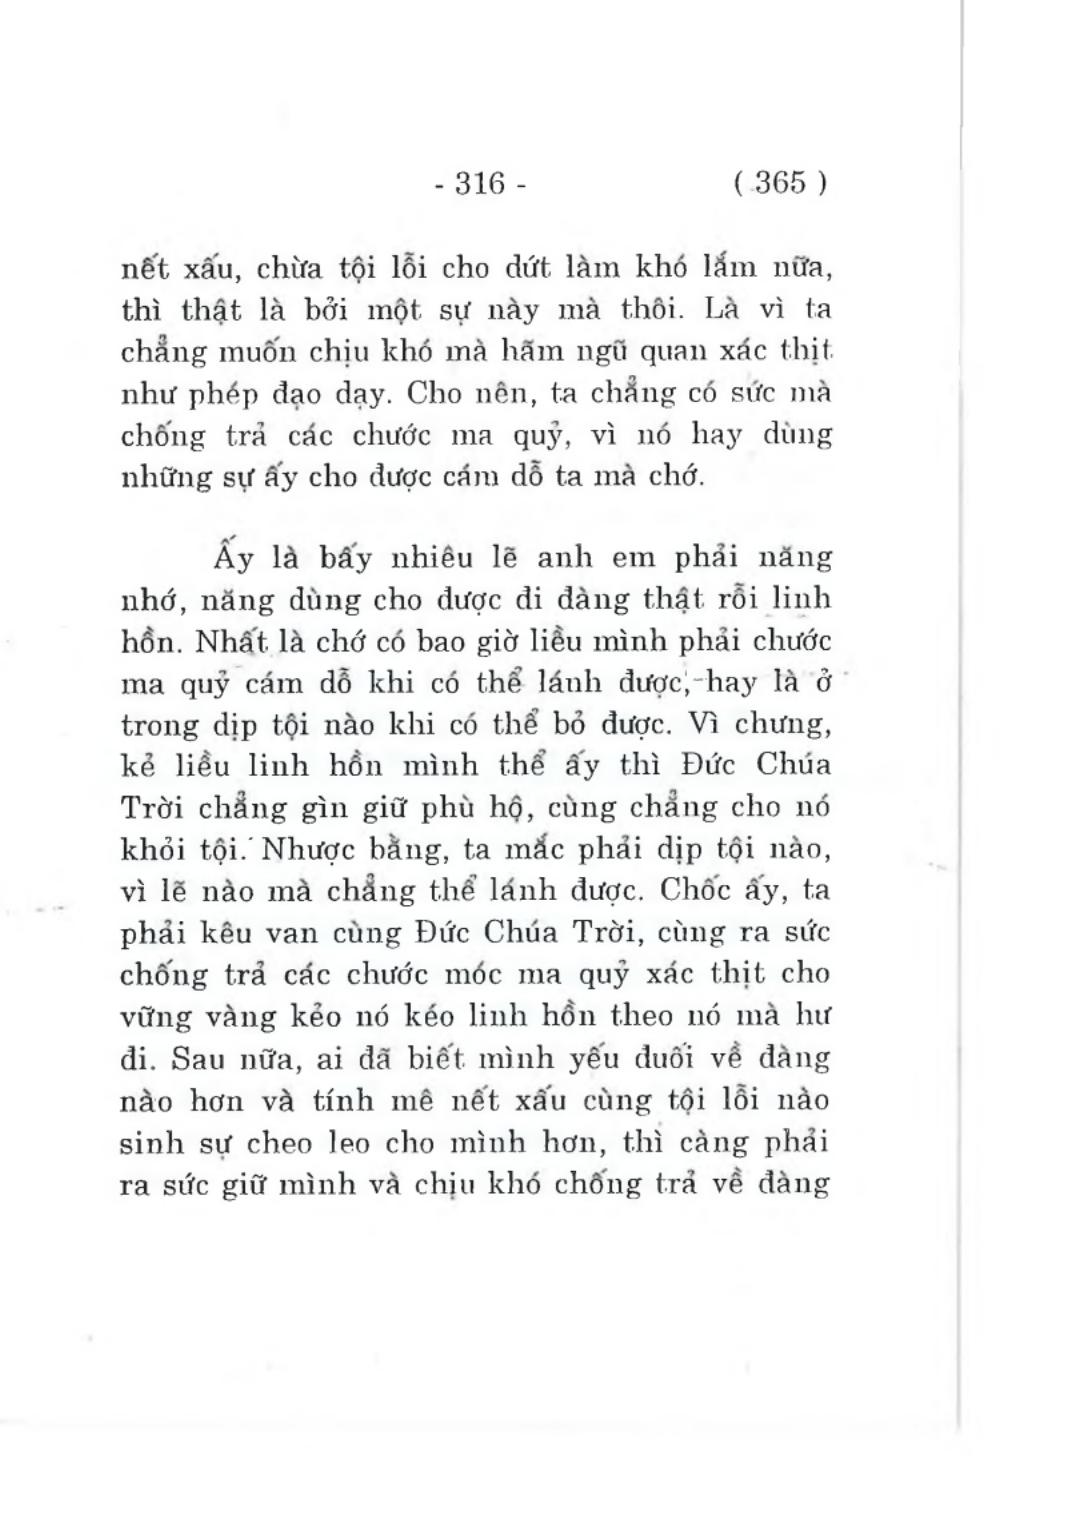 - 316 - ( 365 )
nết xấu, chừa tội lỗi cho dứt làm khó lắm nữa,
thì thật là bởi một sự này mà thôi. Là vì ta
chẳng muốn chịu khó mà hãm ngũ quan xác thịt
như phép đạo dạy. Cho nên, ta chẳng có sức mà
chống trả các chước ma quỷ, vì nó hay dùng
những sự ấy cho được cám dỗ ta mà chớ.
Ấy là bấy nhiêu lẽ anh em phải năng
nhớ, năng dùng cho được đi đàng thật rỗi linh
hồn. Nhất là chớ có bao giờ liều mình phải chước
ma quỷ cám dỗ khi có thể lánh được, hay là ở
trong dịp tội nào khi có thể bỏ được. Vì chưng,
kẻ liều linh hồn mình thể ấy thì Đức Chúa
Trời chẳng gìn giữ phù hộ, cùng chẳng cho nó
khỏi tội. Nhược bằng, ta mắc phải dịp tội nào,
vì lẽ nào mà chẳng thể lánh được. Chốc ấy, ta
phải kêu van cùng Đức Chúa Trời, cùng ra sức
chống trả các chước móc ma quỷ xác thịt cho
vững vàng kẻo nó kéo linh hồn theo nó mà hư
đi. Sau nữa, ai đã biết mình yếu đuối về đàng
nào hơn và tính mê nết xấu cùng tội lỗi nào
sinh sự cheo leo cho mình hơn, thì càng phải
ra sức giữ mình và chịu khó chống trả về đàng